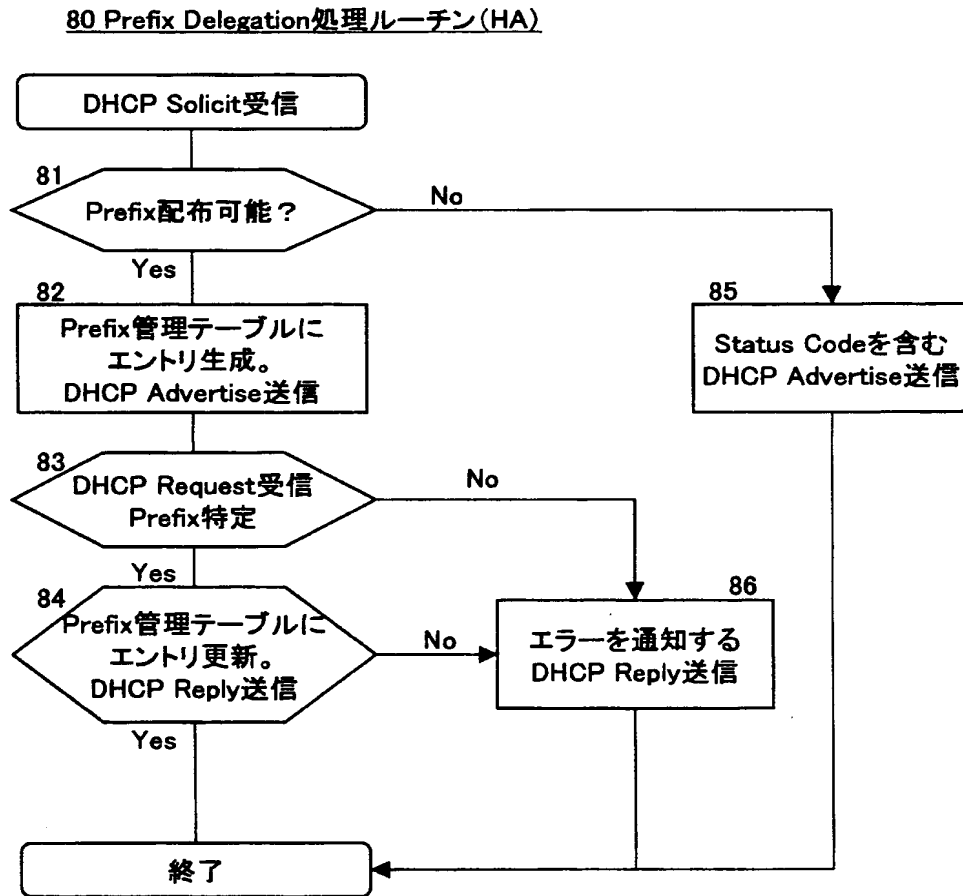 80 Prefix Delegation処理ルーチン(HA)
DHCP Solicit受信
81
Prefix配布可能？
No
Yes
82
Prefix管理テーブルに
エントリ生成。
DHCP Advertise送信
85
Status Codeを含む
DHCP Advertise送信
83
DHCP Request受信
Prefix特定
No
Yes
84
Prefix管理テーブルに
エントリ更新。
DHCP Reply送信
No
86
エラーを通知する
DHCP Reply送信
Yes
終了